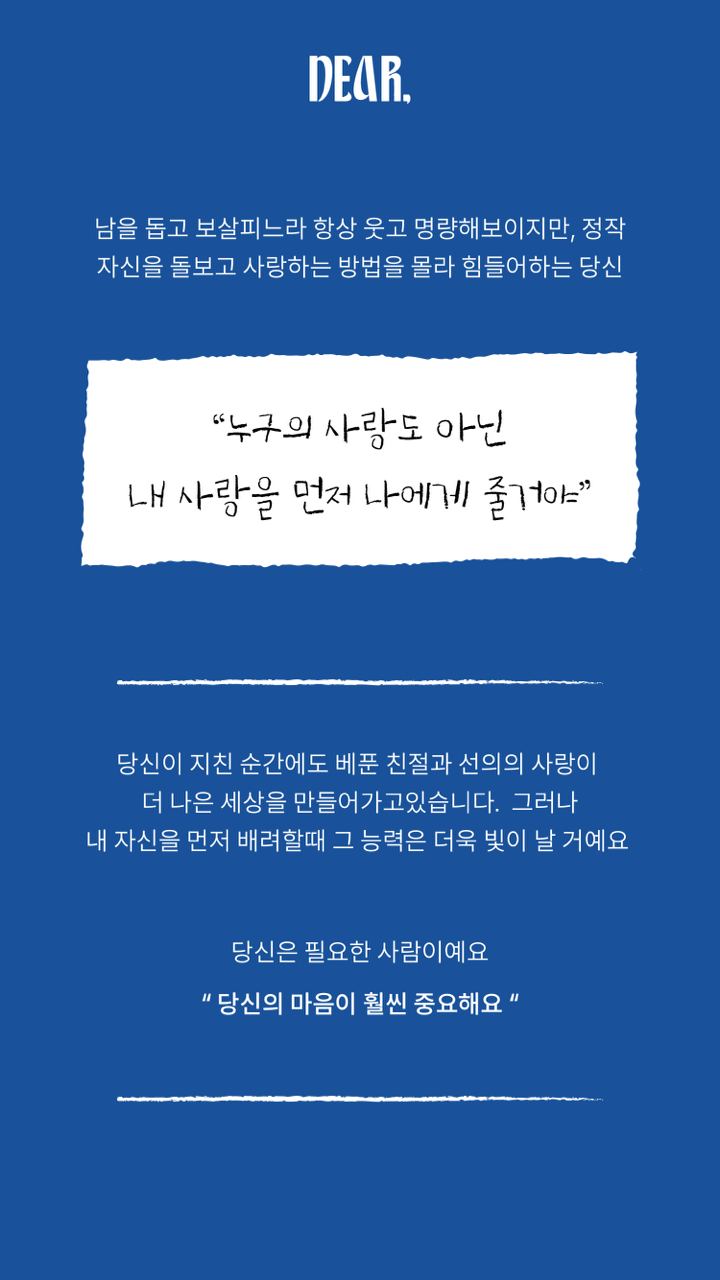 DEAR,
남을 돕고 보살피느라 항상 웃고 명량해보이지만, 정작
자신을 돌보고 사랑하는 방법을 몰라 힘들어하는 당신
“누구의 사랑도 아닌
내 사랑을 먼저 나에게 줄거야”
당신이 지친 순간에도 베푼 친절과 선의의 사랑이
더 나은 세상을 만들어가고있습니다. 그러나
내 자신을 먼저 배려할때 그 능력은 더욱 빛이 날 거예요
당신은 필요한 사람이예요
“ 당신의 마음이 훨씬 중요해요 “